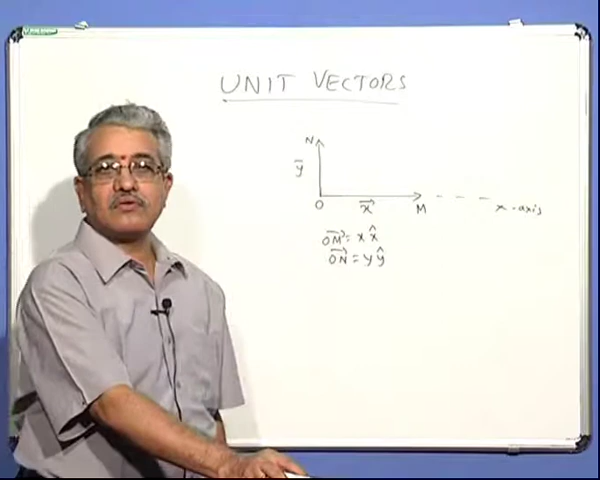 UNIT VECTORS
N
y⃗
O x⃗ M x-axis
OM⃗ = x x̂
ON⃗ = y ŷ